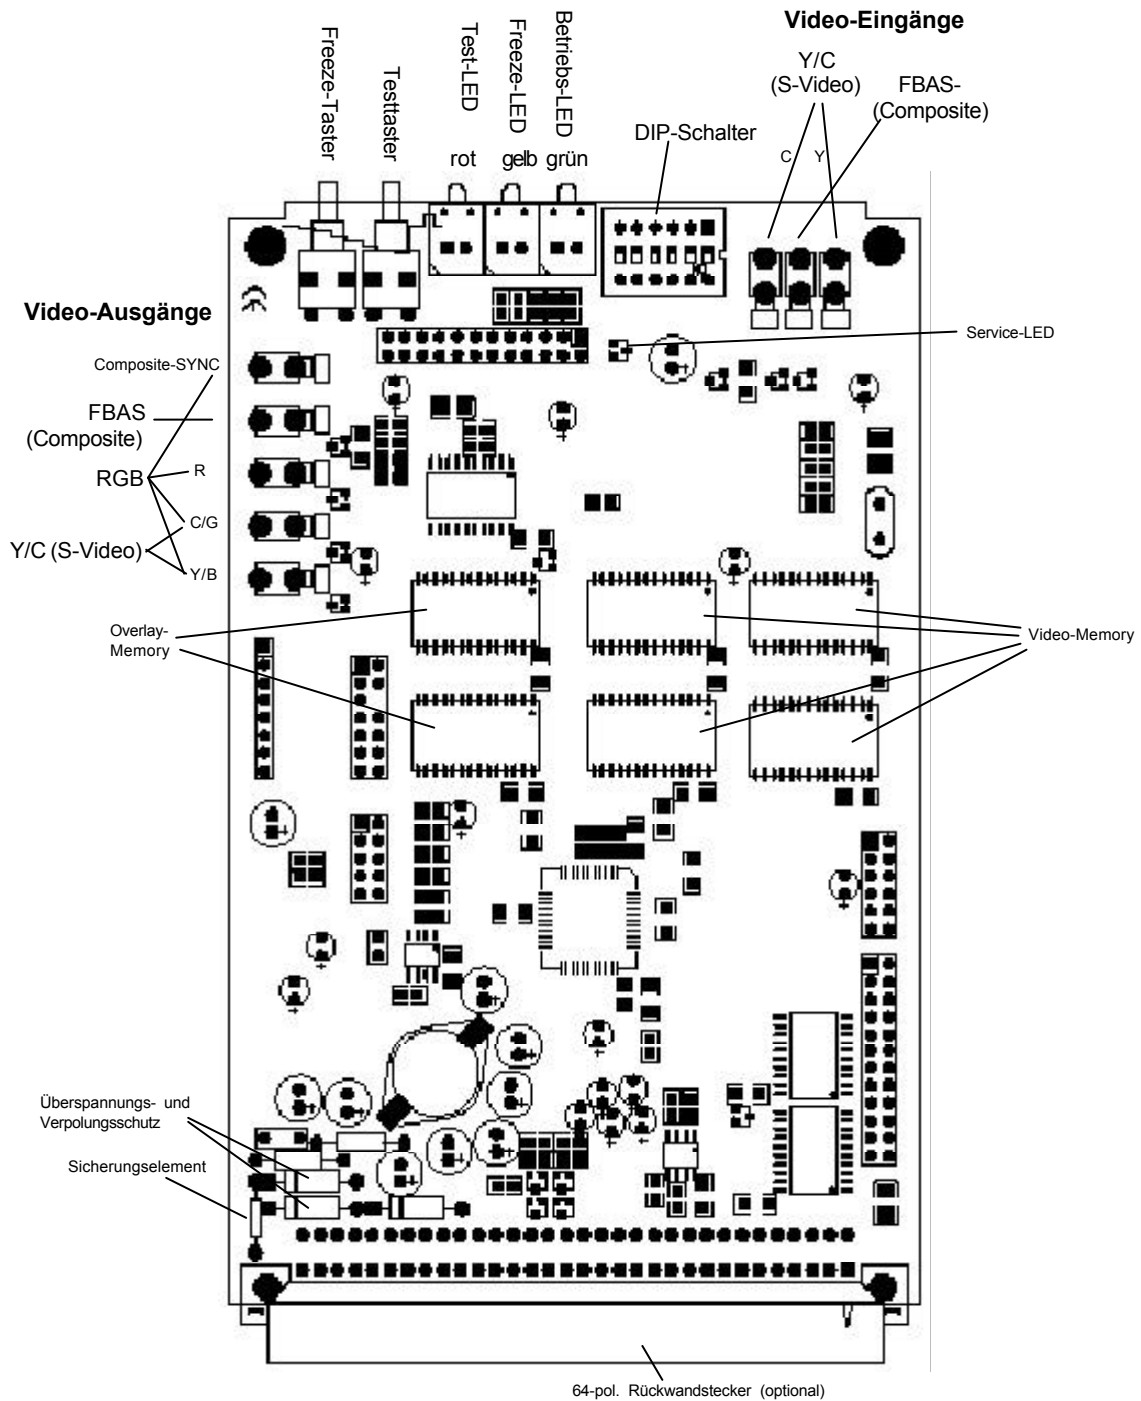 Video-Eingänge
Freeze-Taster
Testtaster
Test-LED
Freeze-LED
Betriebs-LED
rot
gelb
grün
DIP-Schalter
Y/C
(S-Video)
FBAS-
(Composite)
C
Y
Video-Ausgänge
Service-LED
Composite-SYNC
FBAS
(Composite)
RGB
R
C/G
Y/C (S-Video)
Y/B
Overlay-
Memory
Video-Memory
Überspannungs- und
Verpolungsschutz
Sicherungselement
64-pol. Rückwandstecker (optional)